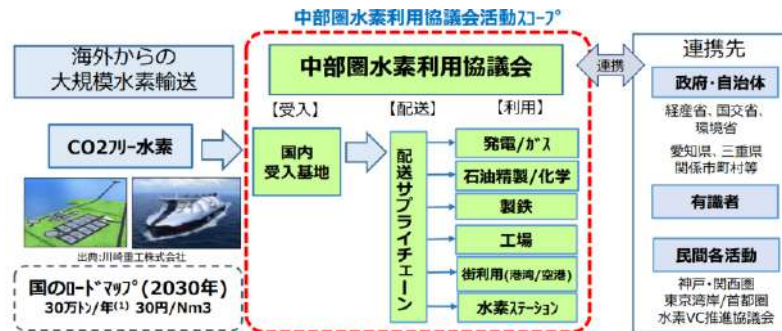 中部圏水素利用協議会活動ｽｺｰﾌﾟ
海外からの
大規模水素輸送
中部圏水素利用協議会
連携
連携先
政府・自治体
経産省、国交省、
環境省
愛知県、三重県
関係市町村等
有識者
民間各活動
神戸・関西圏
東京湾岸/首都圏
水素VC推進協議会
【受入】
【配送】
【利用】
CO2ﾌﾘｰ水素
国内
受入基地
配送サプライチェーン
発電/ｶﾞｽ
石油精製/化学
製鉄
工場
街利用(港湾/空港)
水素ｽﾃｰｼｮﾝ
出典:川崎重工株式会社
国のﾛｰﾄﾞﾏｯﾌﾟ(2030年)
30万ﾄﾝ/年(1) 30円/Nm3